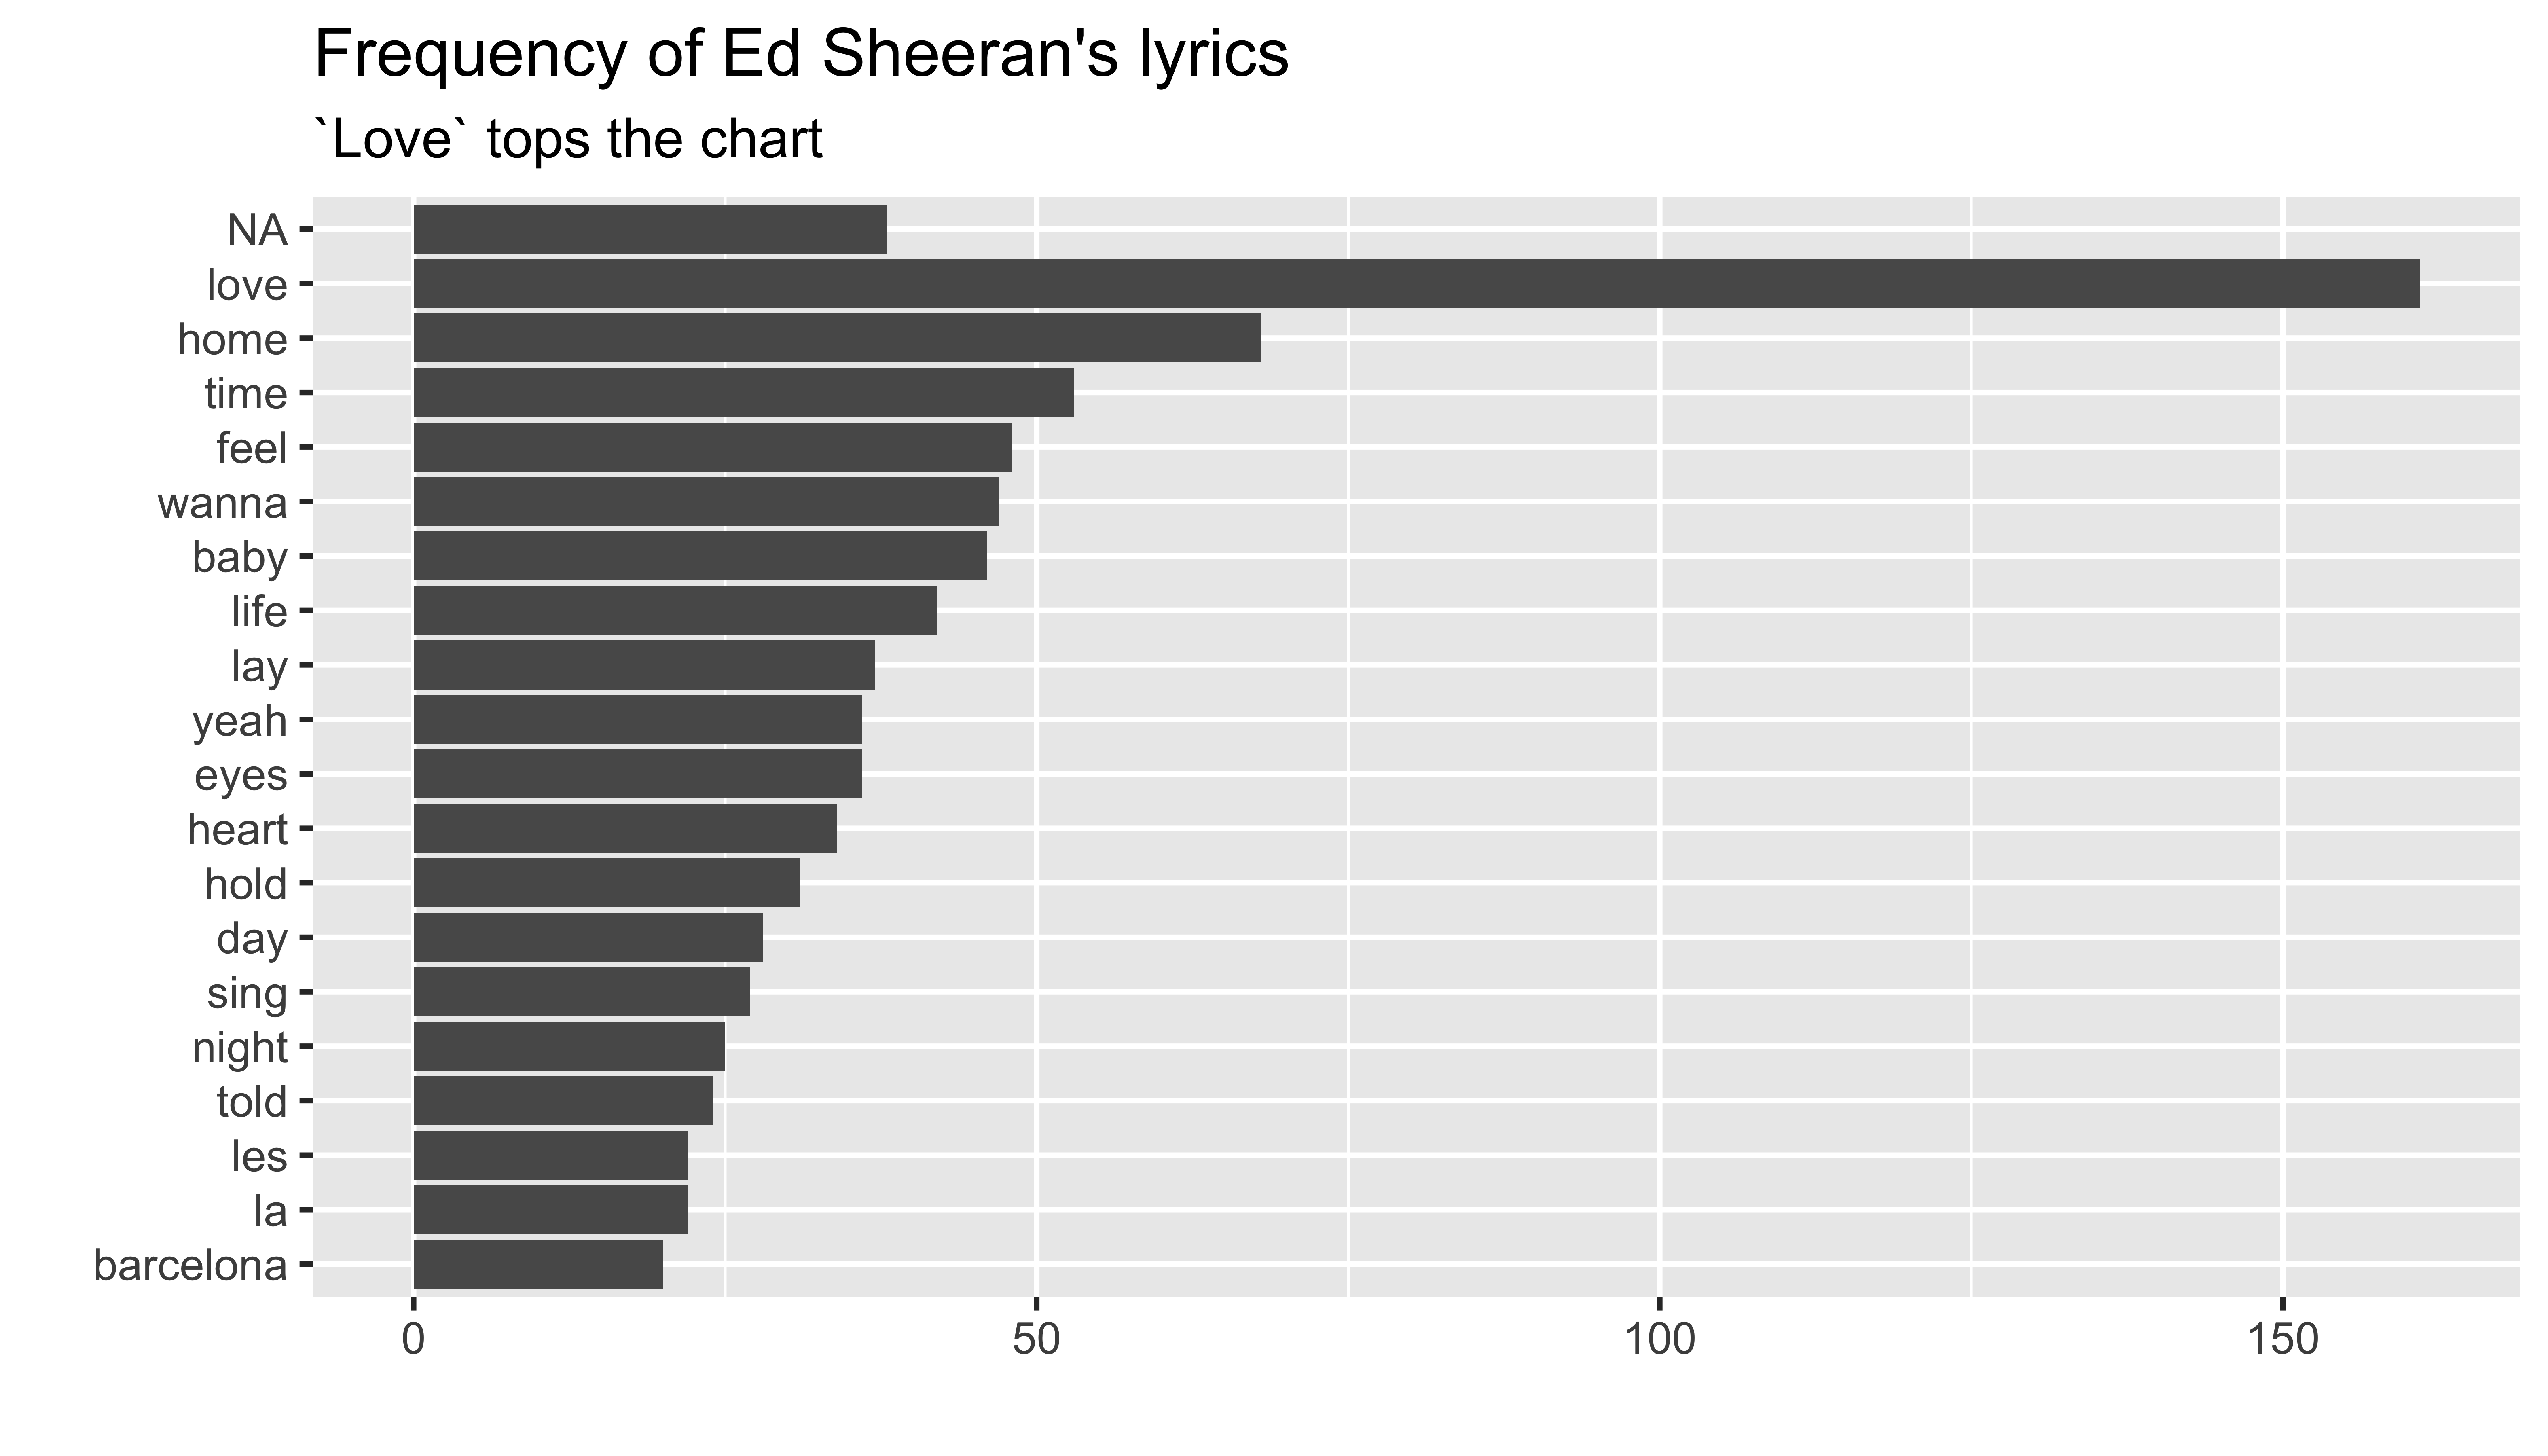 Frequency of Ed Sheeran's lyrics
`Love` tops the chart
NA
love
home
time
feel
wanna
baby
life
lay
yeah
eyes
heart
hold
day
sing
night
told
les
la
barcelona
0 50 100 150